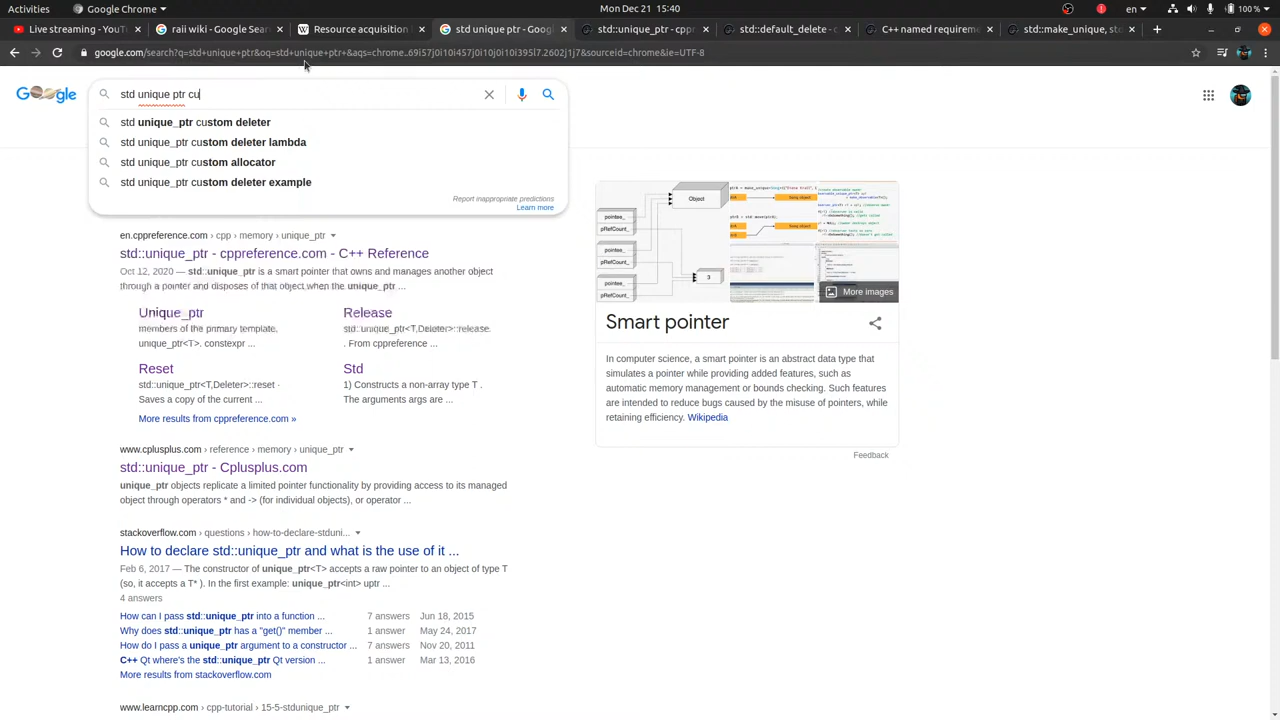 Activities
Google Chrome
Mon Dec 21 15:40
en
100 %
Live streaming - YouT
raii wiki - Google Sear
Resource acquisition i
std unique ptr - Googl
std::unique_ptr - cppr
std::default_delete - c
C++ named requireme
std::make_unique, std
google.com/search?q=std+unique+ptr&oq=std+unique+ptr+&aqs=chrome..69i57j0i10i457j0i10j0i10i395l7.2602j1j7&sourceid=chrome&ie=UTF-8
Google
std unique ptr cu
std unique_ptr custom deleter
std unique_ptr custom deleter lambda
std unique_ptr custom allocator
std unique_ptr custom deleter example
Report inappropriate predictions
Learn more
ce.com › cpp › memory › unique_ptr
unique_ptr - cppreference.com - C++ Reference
2020 — std::unique_ptr is a smart pointer that owns and manages another object
through a pointer and disposes of that object when the unique_ptr ...
Unique_ptr
members of the primary template,
unique_ptr<T>. constexpr ...
Release
std::unique_ptr<T,Deleter>::release.
. From cppreference ...
Reset
std::unique_ptr<T,Deleter>::reset ·
Saves a copy of the current ...
Std
1) Constructs a non-array type T .
The arguments args are ...
More results from cppreference.com »
www.cplusplus.com › reference › memory › unique_ptr
std::unique_ptr - Cplusplus.com
unique_ptr objects replicate a limited pointer functionality by providing access to its managed
object through operators * and -> (for individual objects), or operator ...
stackoverflow.com › questions › how-to-declare-stduni...
How to declare std::unique_ptr and what is the use of it ...
Feb 6, 2017 — The constructor of unique_ptr<T> accepts a raw pointer to an object of type T
(so, it accepts a T* ). In the first example: unique_ptr<int> uptr ...
4 answers
How can I pass std::unique_ptr into a function ... 7 answers Jun 18, 2015
Why does std::unique_ptr has a "get()" member ... 1 answer May 24, 2017
How do I pass a unique_ptr argument to a constructor ... 7 answers Nov 20, 2011
C++ Qt where's the std::unique_ptr Qt version ... 1 answer Mar 13, 2016
More results from stackoverflow.com
www.learncpp.com › cpp-tutorial › 15-5-stdunique_ptr
Object
pointee_
pRefCount_
pointee_
pRefCount_
pointee_
pRefCount_
3
More images
Smart pointer
In computer science, a smart pointer is an abstract data type that
simulates a pointer while providing added features, such as
automatic memory management or bounds checking. Such features
are intended to reduce bugs caused by the misuse of pointers, while
retaining efficiency. Wikipedia
Feedback